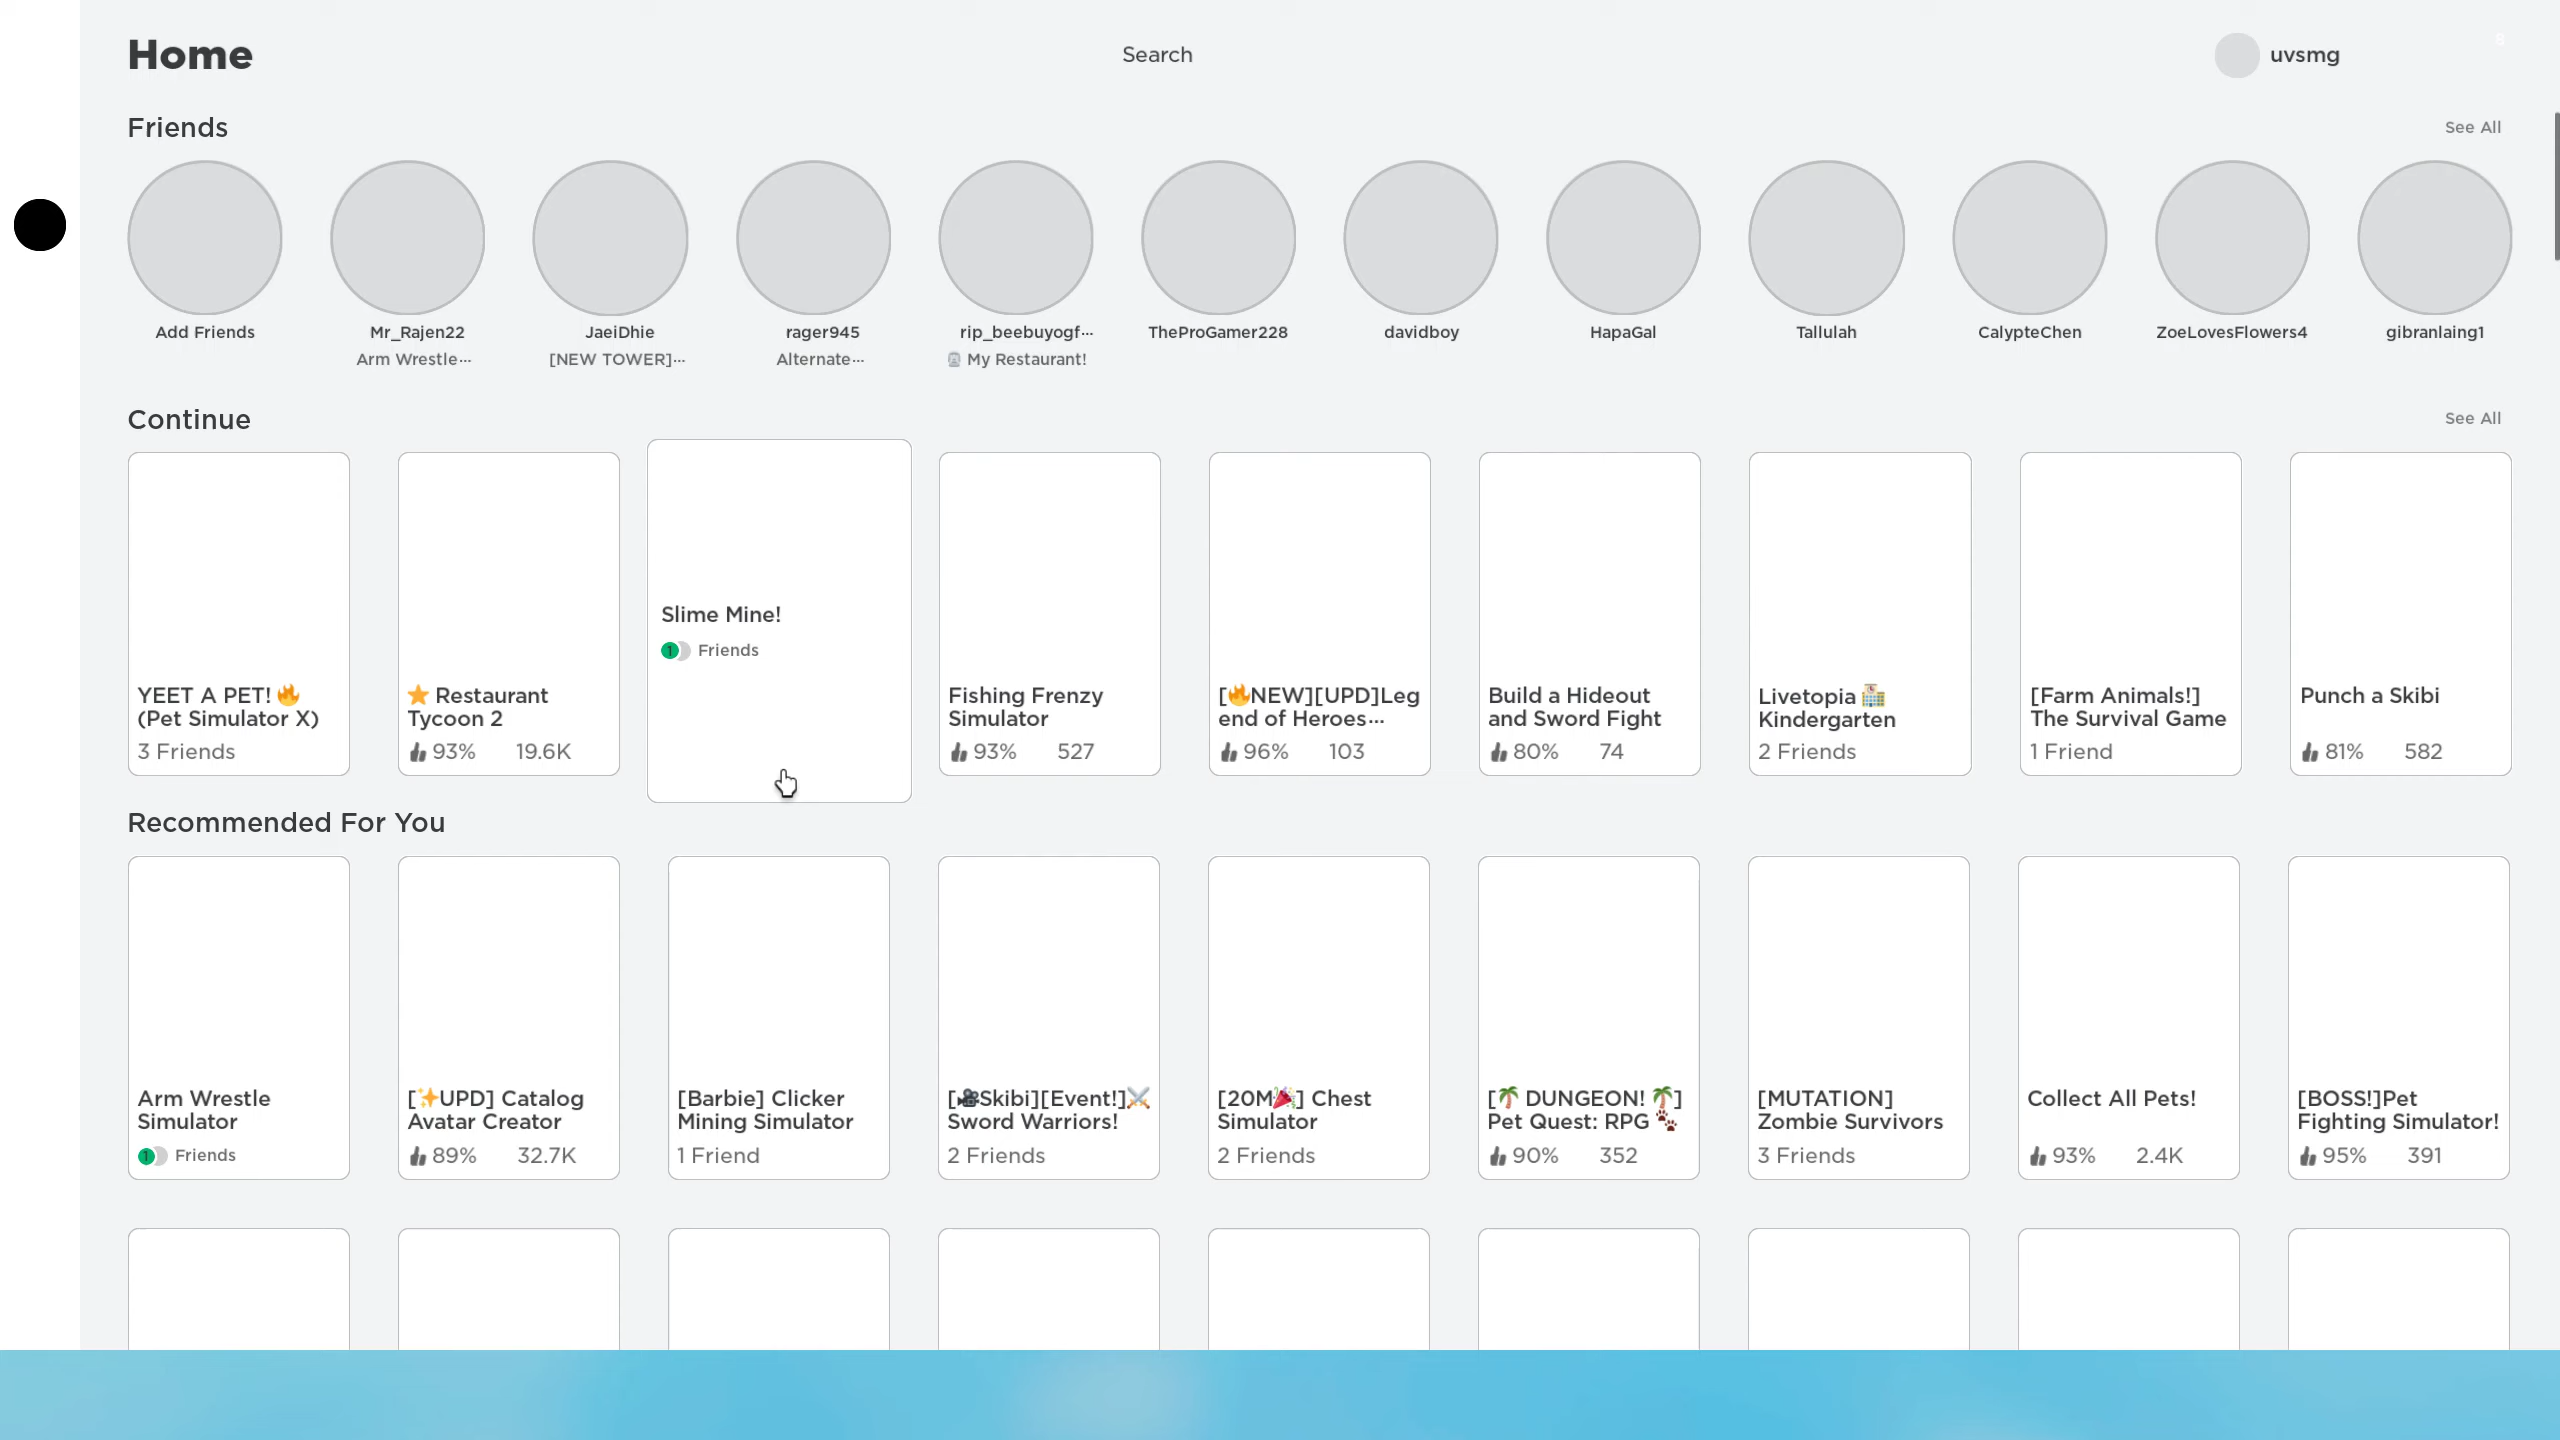 Home
Search
uvsmg
8
Friends
See All
Add Friends
Mr_Rajen22
JaeiDhie
rager945
rip_beebuyogf...
TheProGamer228
davidboy
HapaGal
Tallulah
CalypteChen
ZoeLovesFlowers4
gibranlaing1
Arm Wrestle...
[NEW TOWER]...
Alternate...
My Restaurant!
Continue
See All
YEET A PET! 🔥
(Pet Simulator X)
3 Friends
⭐ Restaurant
Tycoon 2
93% 19.6K
Slime Mine!
1 Friends
Fishing Frenzy
Simulator
93% 527
[🔥NEW][UPD]Leg
end of Heroes...
96% 103
Build a Hideout
and Sword Fight
80% 74
Livetopia 🏫
Kindergarten
2 Friends
[Farm Animals!]
The Survival Game
1 Friend
Punch a Skibi
81% 582
Recommended For You
Arm Wrestle
Simulator
1 Friends
[✨UPD] Catalog
Avatar Creator
89% 32.7K
[Barbie] Clicker
Mining Simulator
1 Friend
[🎥Skibi][Event!]⚔️
Sword Warriors!
2 Friends
[20M🎉] Chest
Simulator
2 Friends
[🌴 DUNGEON! 🌴]
Pet Quest: RPG 🐾
90% 352
[MUTATION]
Zombie Survivors
3 Friends
Collect All Pets!
93% 2.4K
[BOSS!]Pet
Fighting Simulator!
95% 391